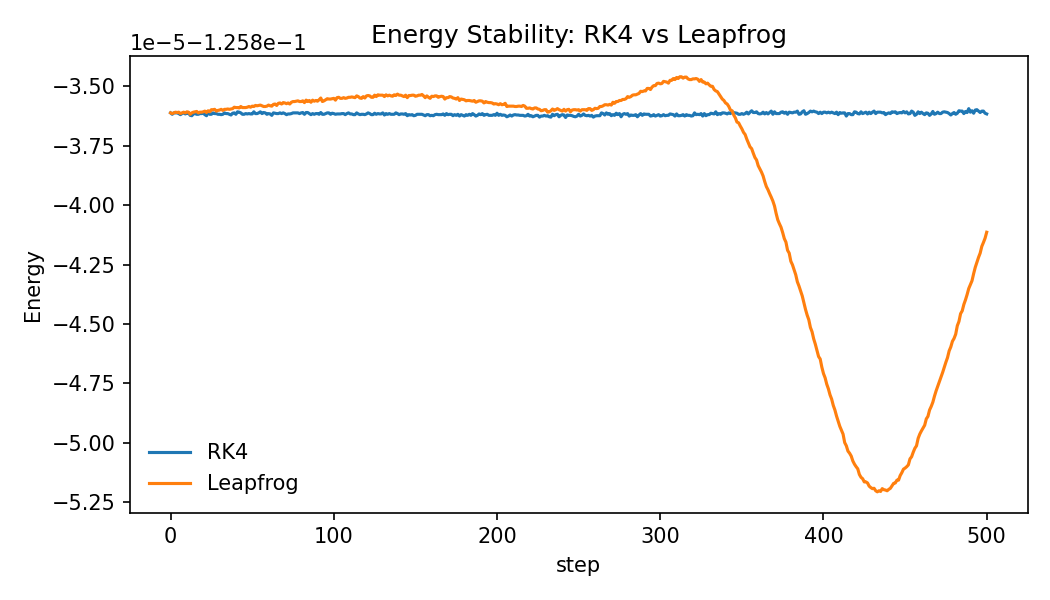 Energy Stability: RK4 vs Leapfrog
1e−5−1.258e−1
−3.50
−3.75
−4.00
−4.25
−4.50
−4.75
−5.00
−5.25
Energy
RK4
Leapfrog
0 100 200 300 400 500
step